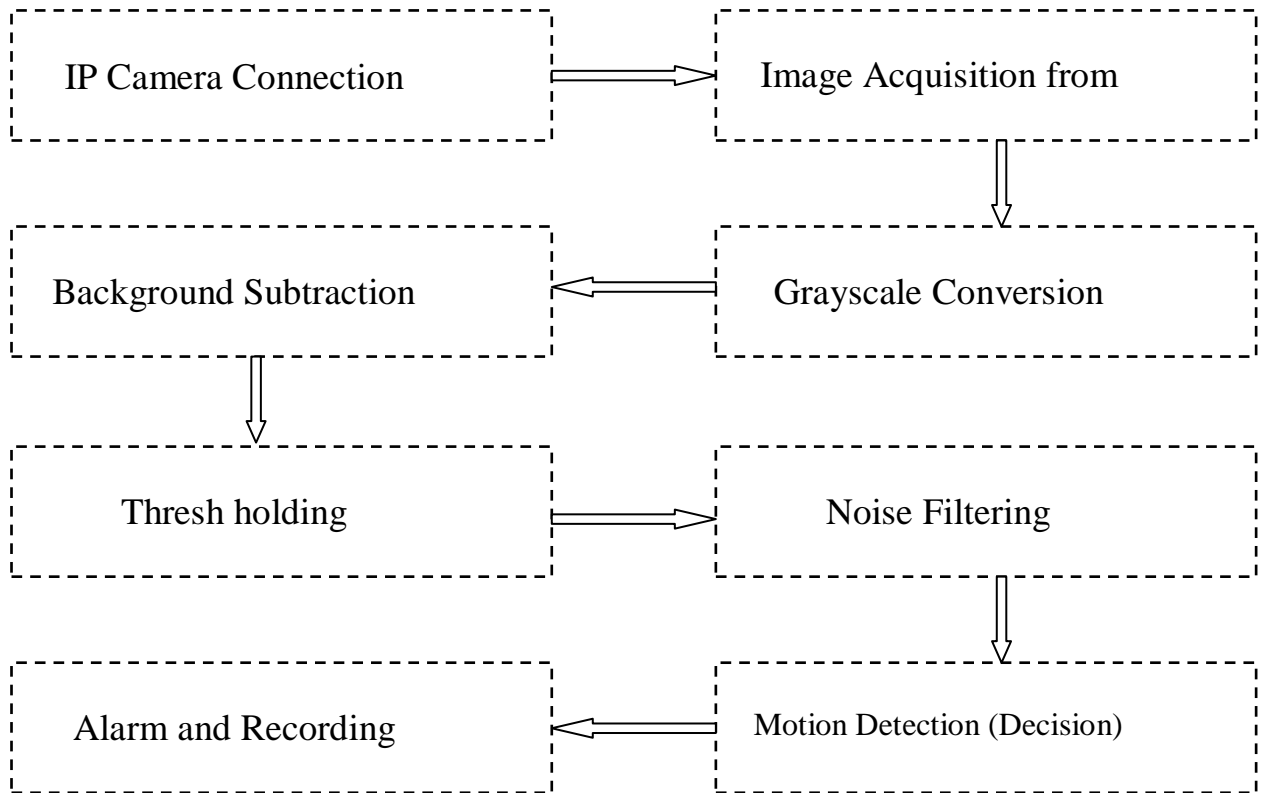 IP Camera Connection
Image Acquisition from
Grayscale Conversion
Background Subtraction
Thresh holding
Noise Filtering
Motion Detection (Decision)
Alarm and Recording